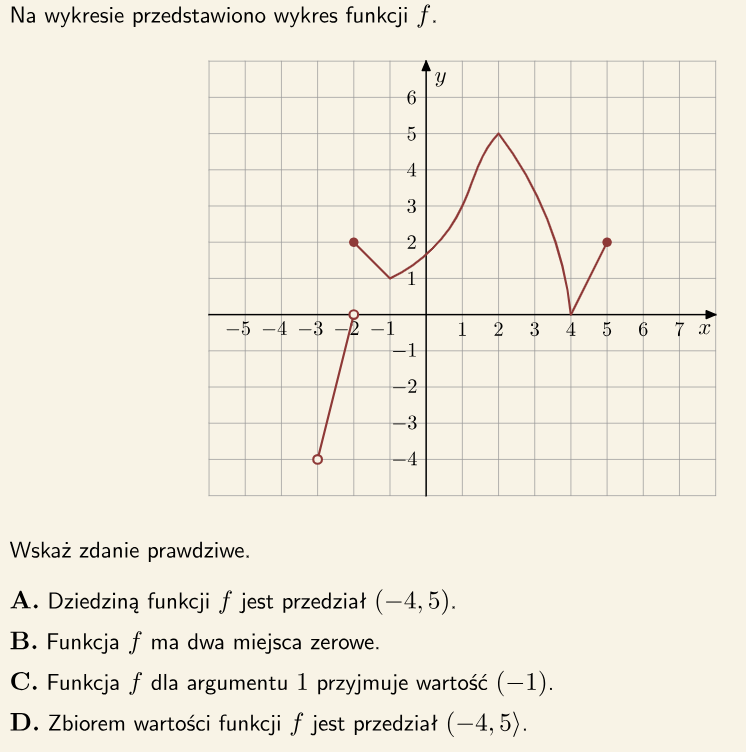 Na wykresie przedstawiono wykres funkcji f.
y
6
5
4
3
2
1
−5 −4 −3 −2 −1 1 2 3 4 5 6 7 x
−1
−2
−3
−4
Wskaż zdanie prawdziwe.
A. Dziedziną funkcji f jest przedział (−4, 5).
B. Funkcja f ma dwa miejsca zerowe.
C. Funkcja f dla argumentu 1 przyjmuje wartość (−1).
D. Zbiorem wartości funkcji f jest przedział (−4, 5⟩.